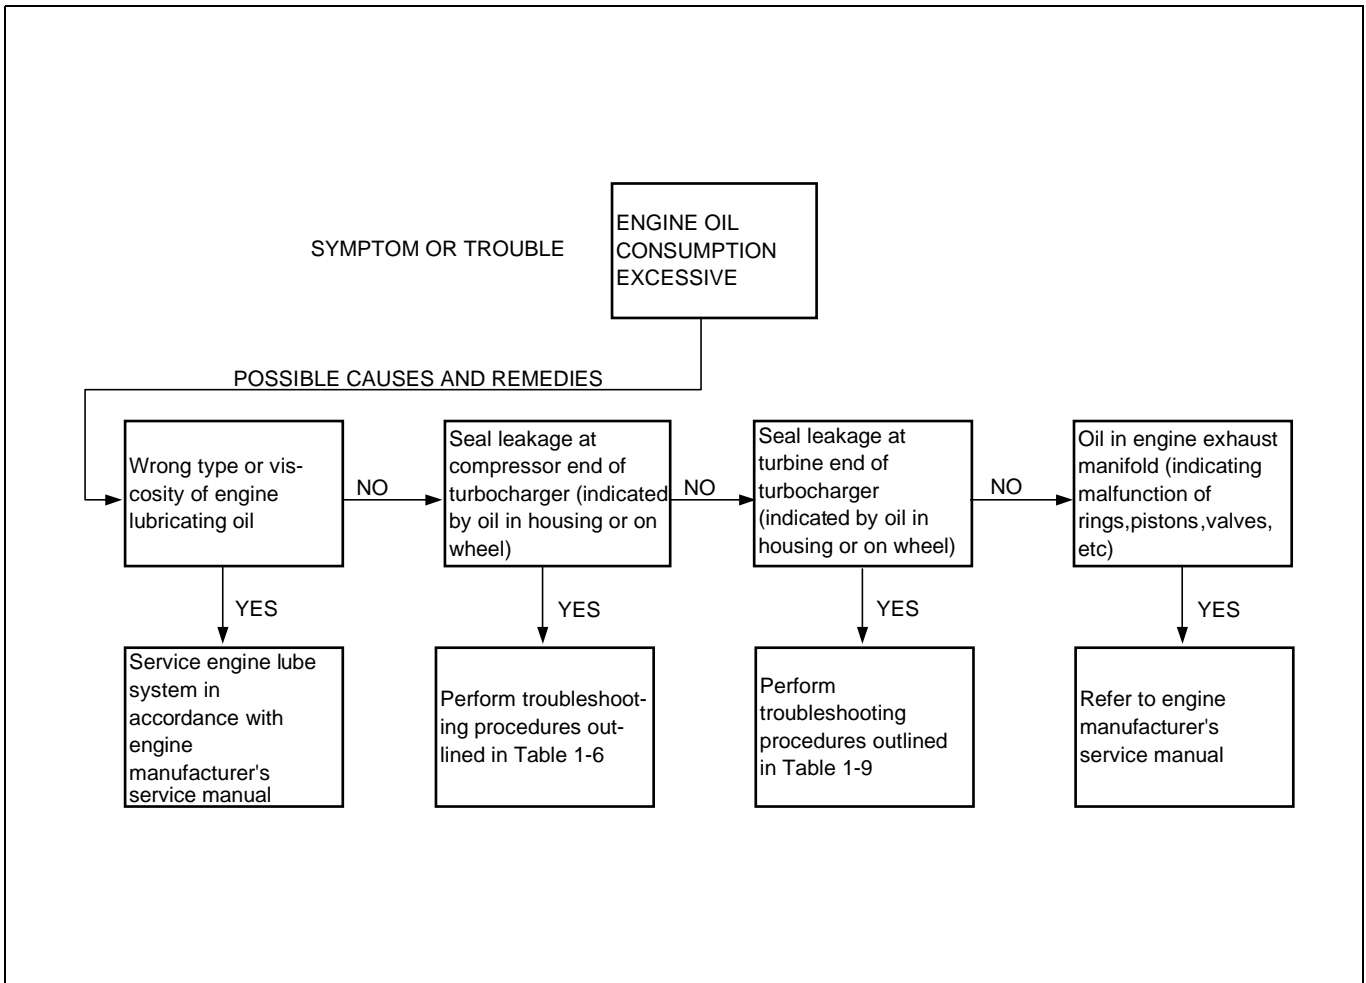 SYMPTOM OR TROUBLE
ENGINE OIL
CONSUMPTION
EXCESSIVE
POSSIBLE CAUSES AND REMEDIES
Wrong type or vis-
cosity of engine
lubricating oil
NO
Seal leakage at
compressor end of
turbocharger (indicated
by oil in housing or on
wheel)
NO
Seal leakage at
turbine end of
turbocharger
(indicated by oil in
housing or on wheel)
NO
Oil in engine exhaust
manifold (indicating
malfunction of
rings,pistons,valves,
etc)
YES
YES
YES
YES
Service engine lube
system in
accordance with
engine
manufacturer's
service manual
Perform troubleshoot-
ing procedures out-
lined in Table 1-6
Perform
troubleshooting
procedures outlined
in Table 1-9
Refer to engine
manufacturer's
service manual